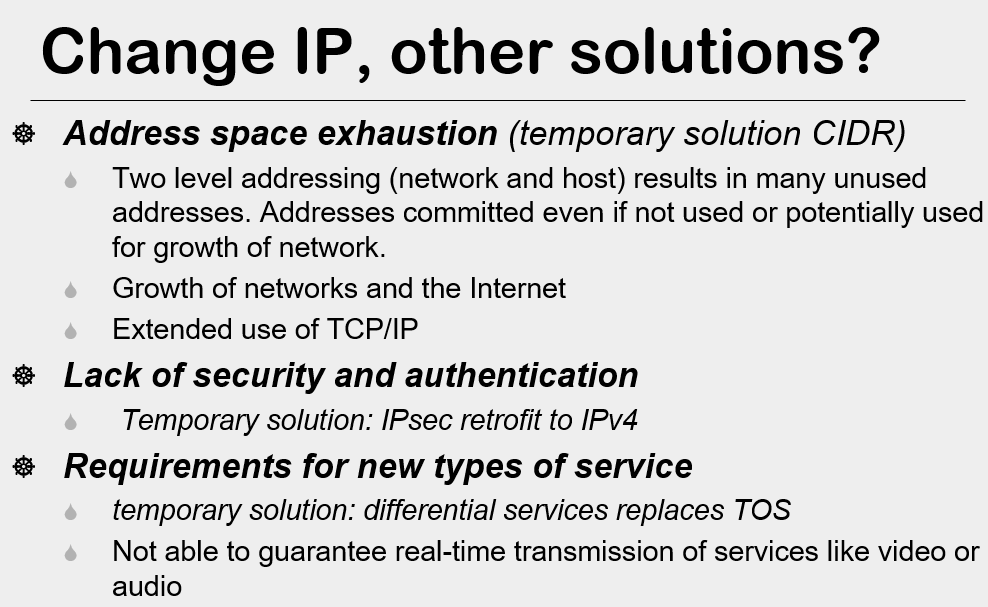 Change IP, other solutions?
Address space exhaustion (temporary solution CIDR)
Two level addressing (network and host) results in many unused
addresses. Addresses committed even if not used or potentially used
for growth of network.
Growth of networks and the Internet
Extended use of TCP/IP
Lack of security and authentication
Temporary solution: IPsec retrofit to IPv4
Requirements for new types of service
temporary solution: differential services replaces TOS
Not able to guarantee real-time transmission of services like video or
audio